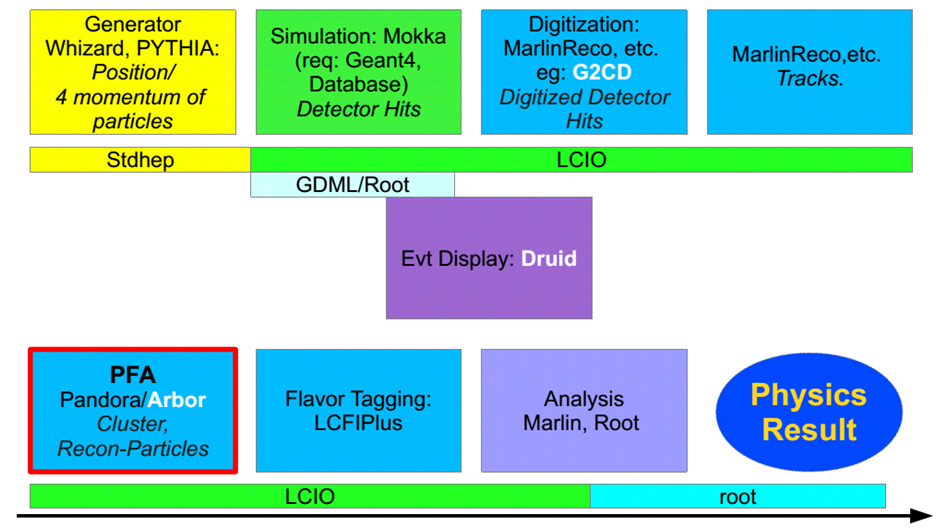 Generator
Whizard, PYTHIA:
Position/
4 momentum of
particles
Simulation: Mokka
(req: Geant4,
Database)
Detector Hits
Digitization:
MarlinReco, etc.
eg: G2CD
Digitized Detector
Hits
MarlinReco,etc.
Tracks.
Stdhep
LCIO
GDML/Root
Evt Display: Druid
PFA
Pandora/Arbor
Cluster,
Recon-Particles
Flavor Tagging:
LCFIPlus
Analysis
Marlin, Root
Physics
Result
LCIO
root